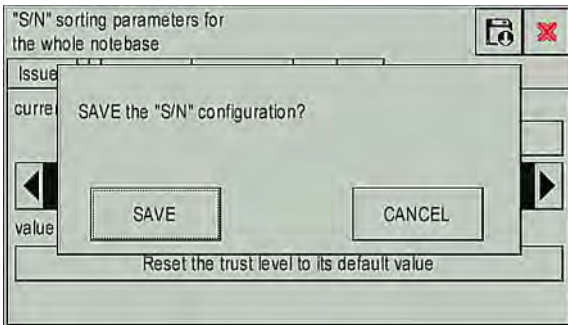 "S/N" sorting parameters for
the whole notebase
Issue
SAVE the "S/N" configuration?
SAVE
CANCEL
value
Reset the trust level to its default value